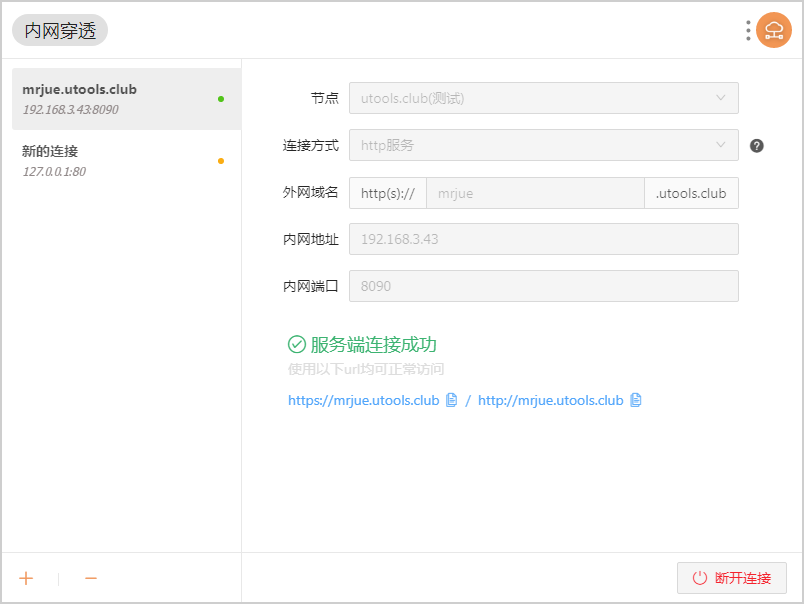 内网穿透
mrjue.utools.club
192.168.3.43:8090
新的连接
127.0.0.1:80
节点 utools.club(测试)
连接方式 http服务
外网域名 http(s):// mrjue .utools.club
内网地址 192.168.3.43
内网端口 8090
服务端连接成功
使用以下url均可正常访问
https://mrjue.utools.club / http://mrjue.utools.club
断开连接